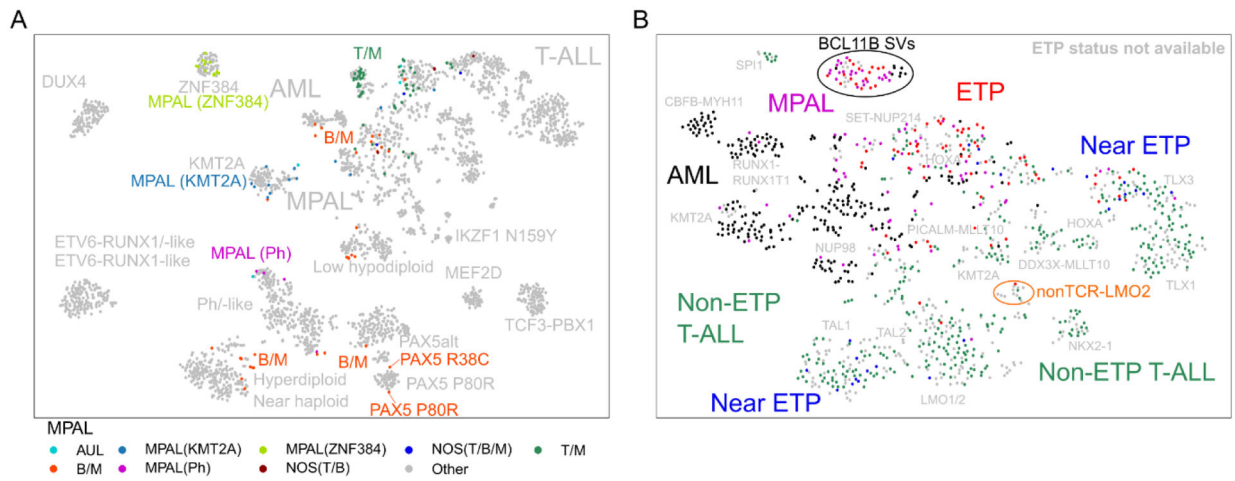 A
T/M
T-ALL
DUX4
ZNF384
MPAL (ZNF384)
AML
B/M
KMT2A
MPAL (KMT2A)
MPAL
ETV6-RUNX1/-like
ETV6-RUNX1-like
MPAL (Ph)
IKZF1 N159Y
Low hypodiploid
MEF2D
Ph/-like
TCF3-PBX1
PAX5alt
B/M
B/M
PAX5 R38C
Hyperdiploid
PAX5 P80R
Near haploid
PAX5 P80R
MPAL
AUL
MPAL(KMT2A)
MPAL(ZNF384)
NOS(T/B/M)
T/M
B/M
MPAL(Ph)
NOS(T/B)
Other
B
BCL11B SVs
ETP status not available
SPI1
CBFB-MYH11
MPAL
ETP
SET-NUP214
Near ETP
HOXA
RUNX1-
RUNX1T1
AML
TLX3
KMT2A
HOXA
PICALM-MLLT10
NUP98
DDX3X-MLLT10
KMT2A
TLX1
nonTCR-LMO2
Non-ETP
T-ALL
TAL1
TAL2
NKX2-1
Non-ETP T-ALL
Near ETP
LMO1/2